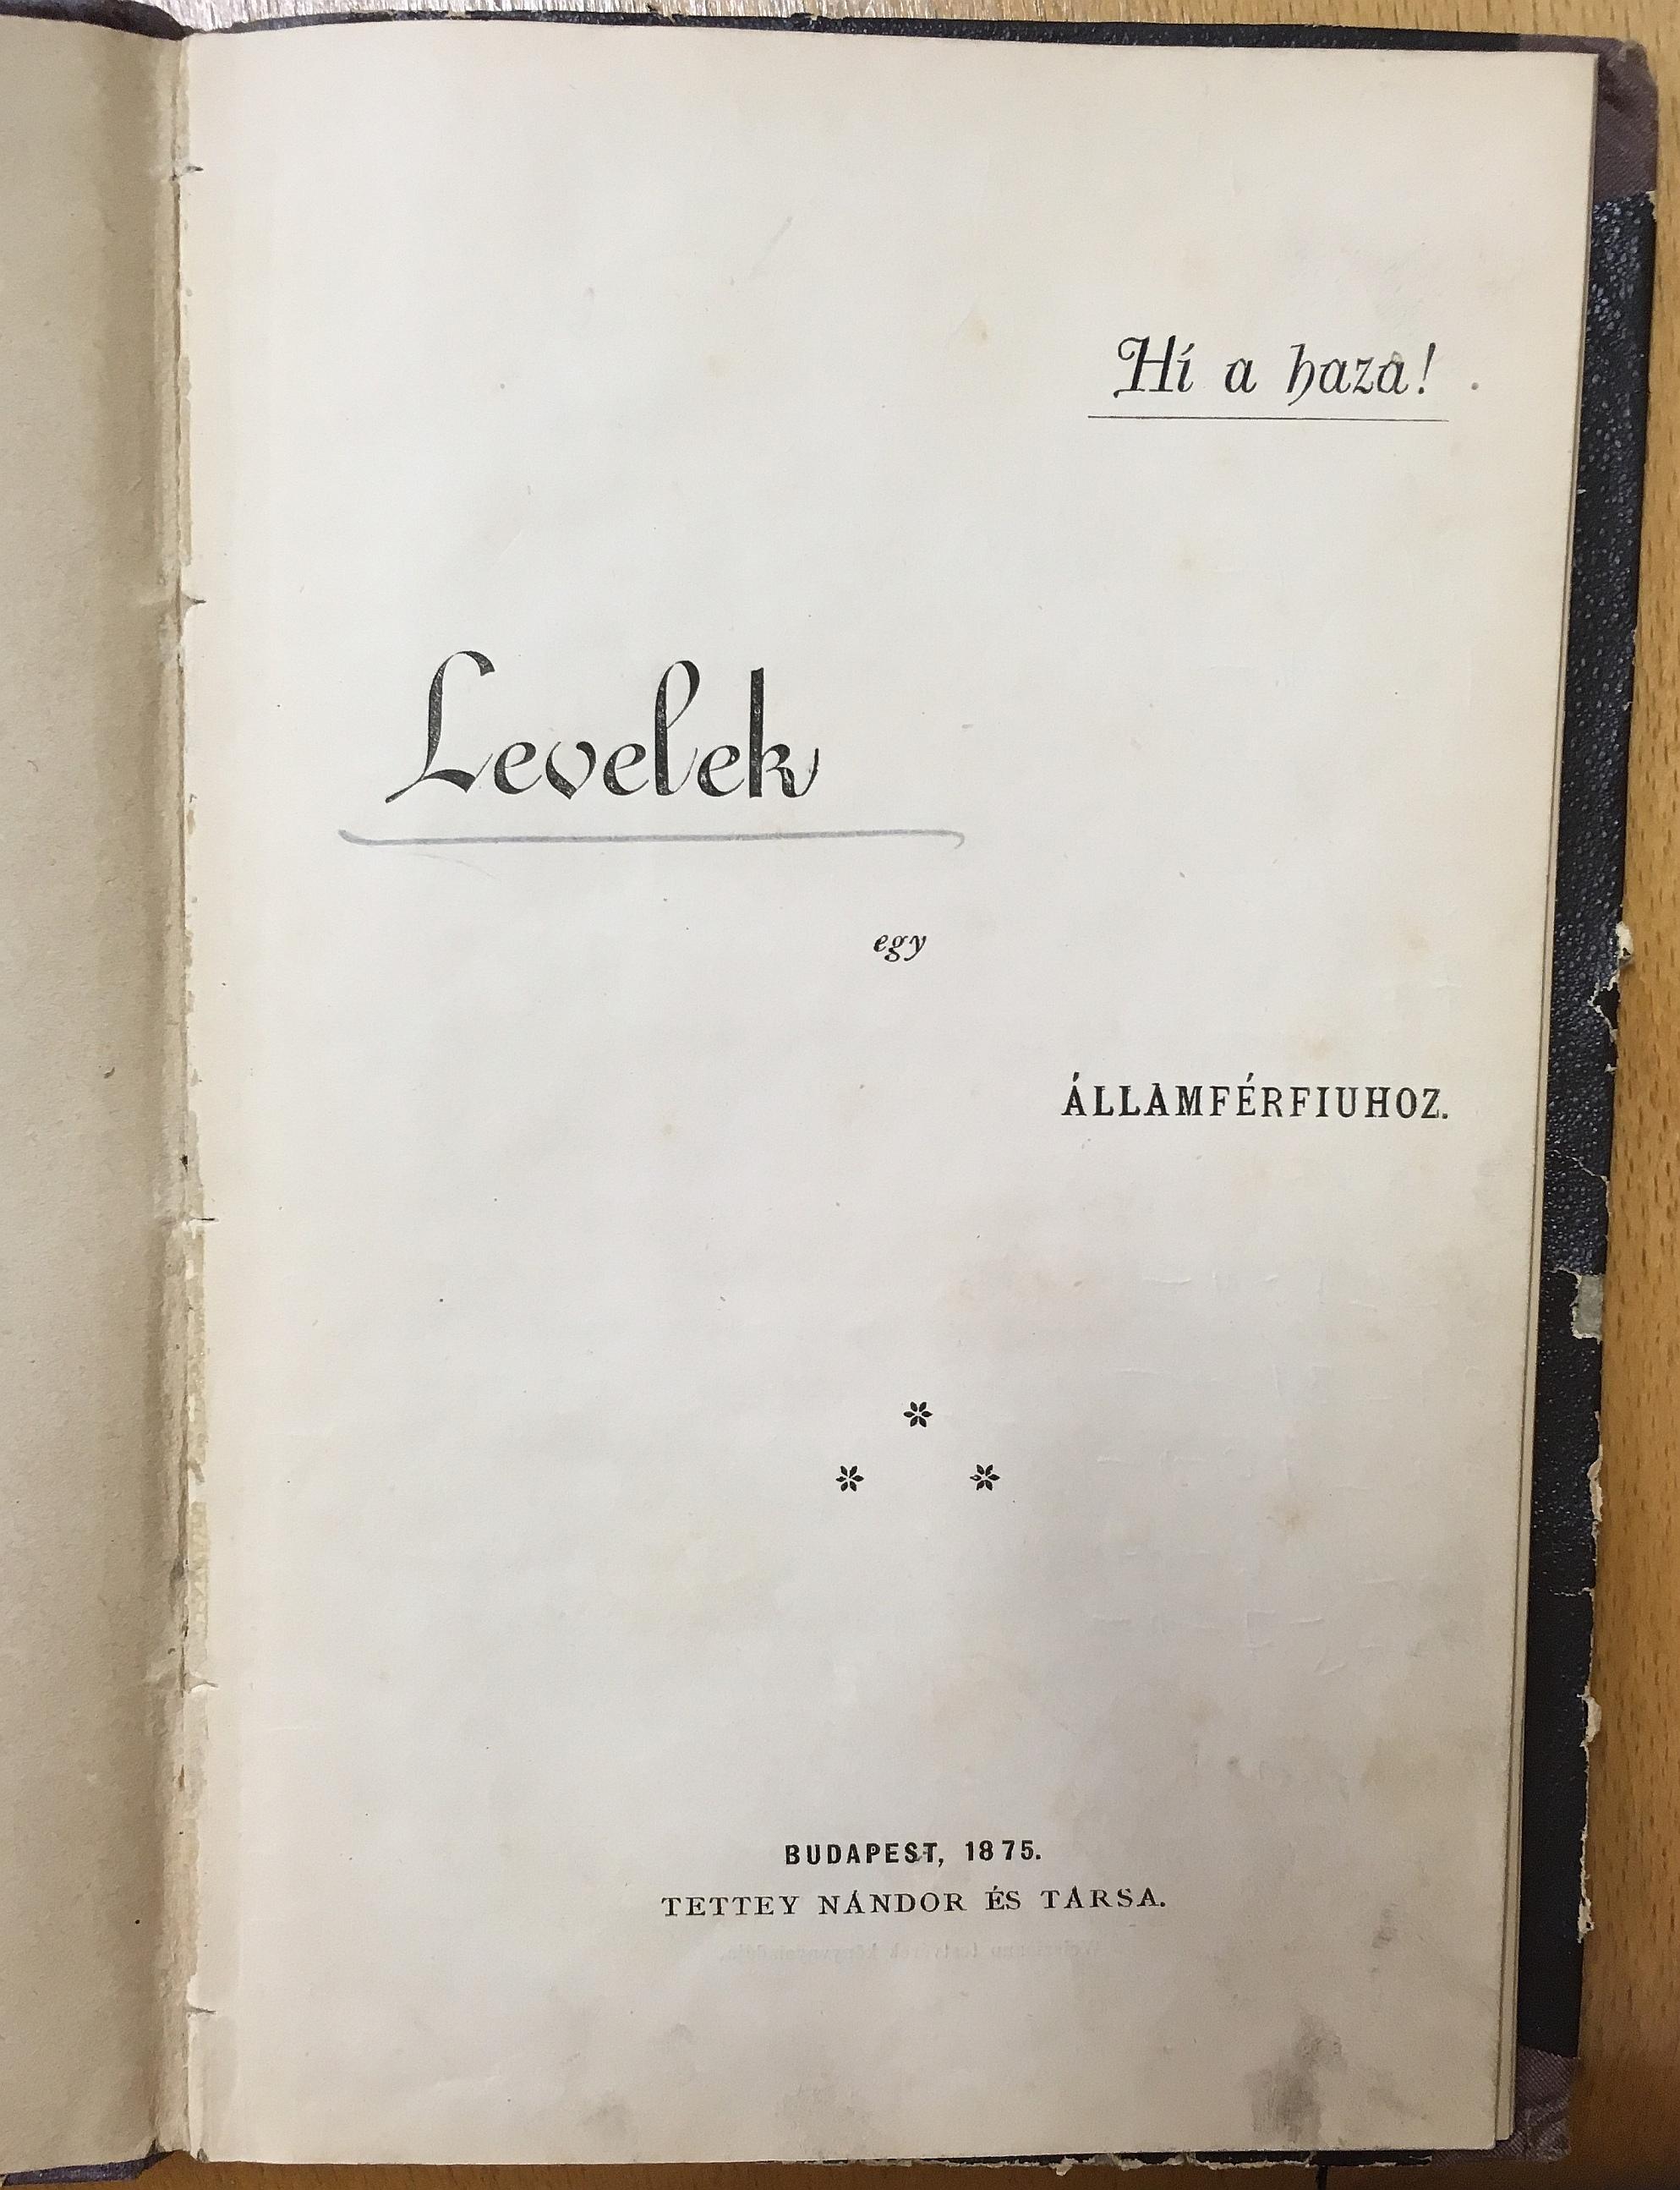 Hí a haza!
Levelek
egy
ÁLLAMFÉRFIUHOZ.
*
* *
BUDAPEST, 1875.
TETTEY NÁNDOR ÉS TÁRSA.